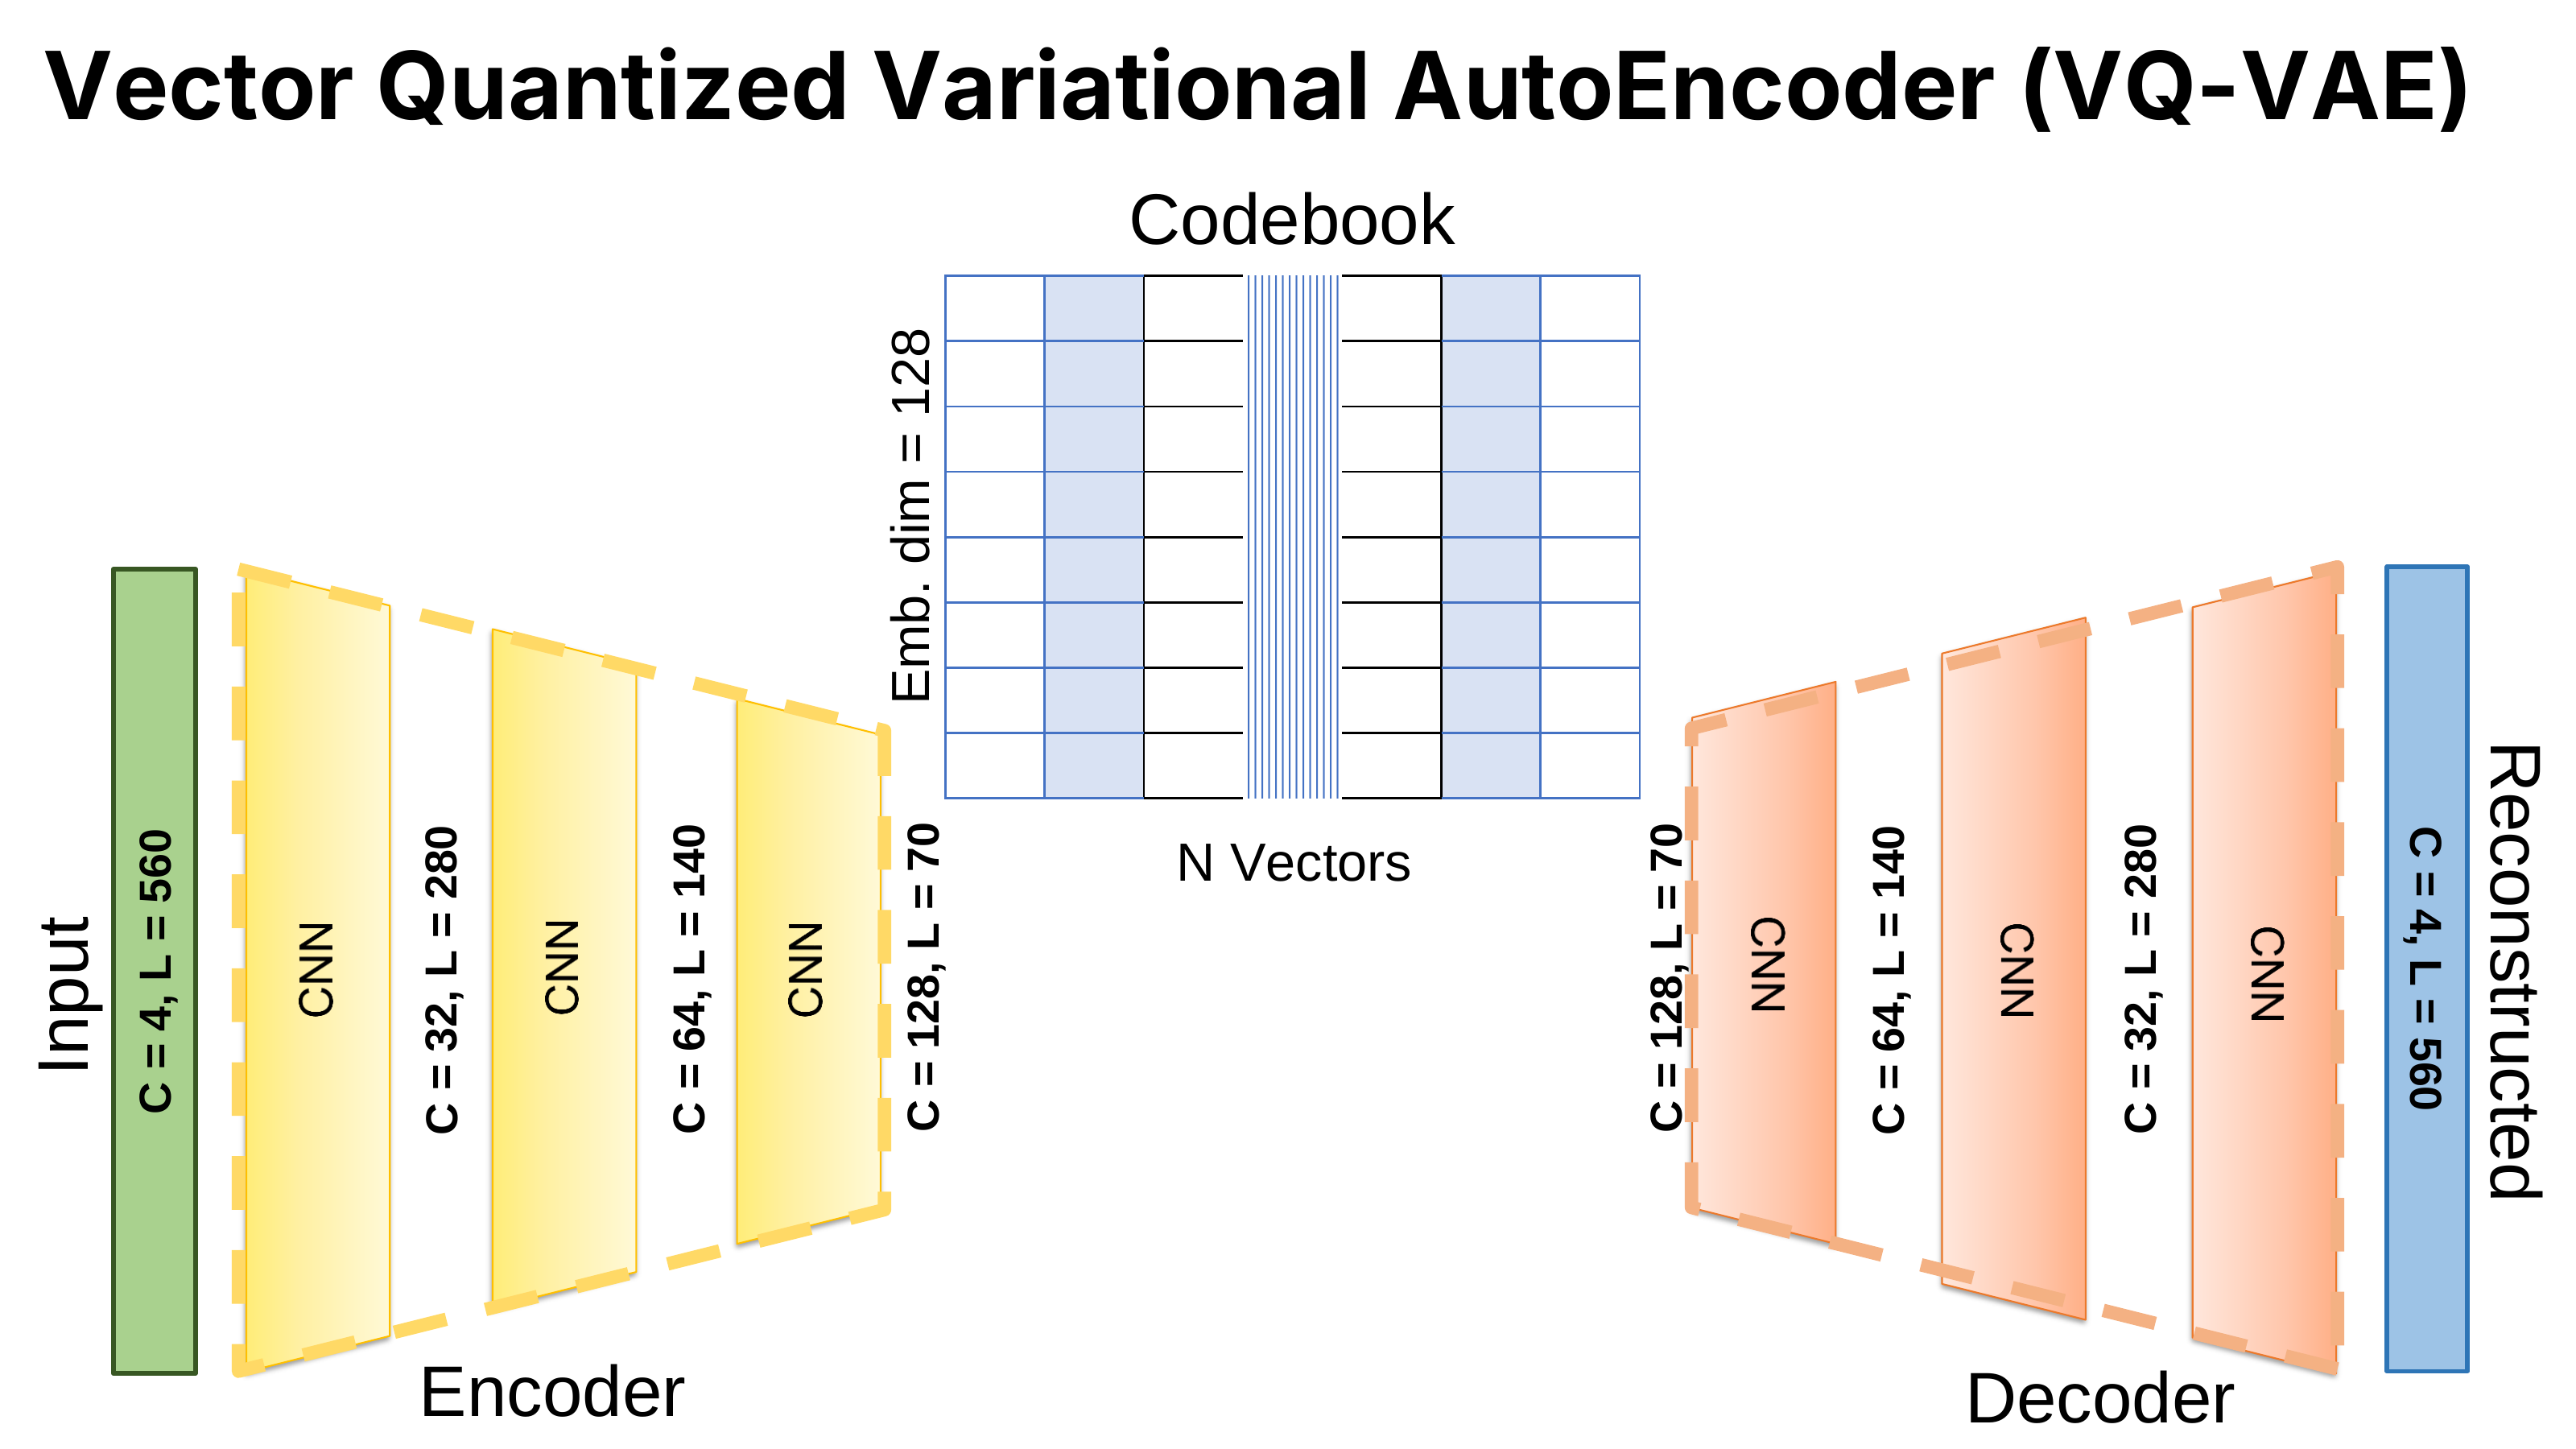 Vector Quantized Variational AutoEncoder (VQ-VAE)
Codebook
Emb. dim = 128
N Vectors
Input
C = 4, L = 560
CNN
C = 32, L = 280
CNN
C = 64, L = 140
CNN
C = 128, L = 70
Encoder
C = 128, L = 70
CNN
C = 64, L = 140
CNN
C = 32, L = 280
CNN
C = 4, L = 560
Reconstructed
Decoder